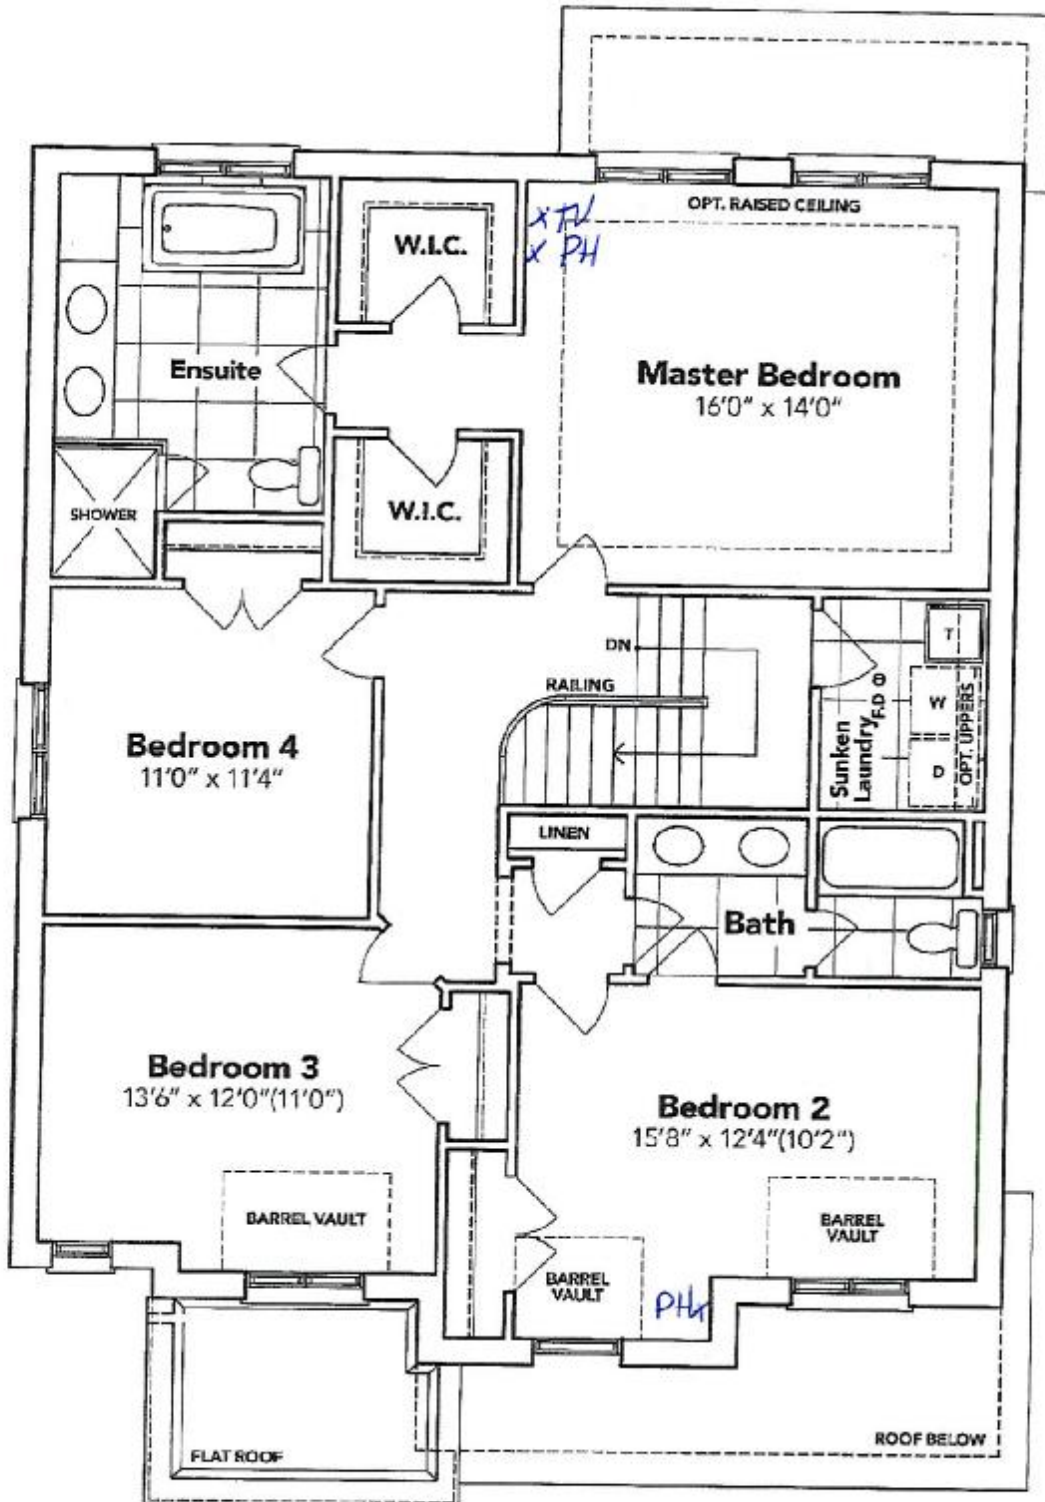 OPT. RAISED CEILING
x TV
x PH
W.I.C.
Ensuite
Master Bedroom
16'0" x 14'0"
W.I.C.
SHOWER
DN
RAILING
T
W
D
F.D
OPT. UPPERS
Sunken
Laundry
Bedroom 4
11'0" x 11'4"
LINEN
Bath
Bedroom 3
13'6" x 12'0"(11'0")
Bedroom 2
15'8" x 12'4"(10'2")
BARREL VAULT
BARREL
VAULT
BARREL
VAULT
PHx
FLAT ROOF
ROOF BELOW